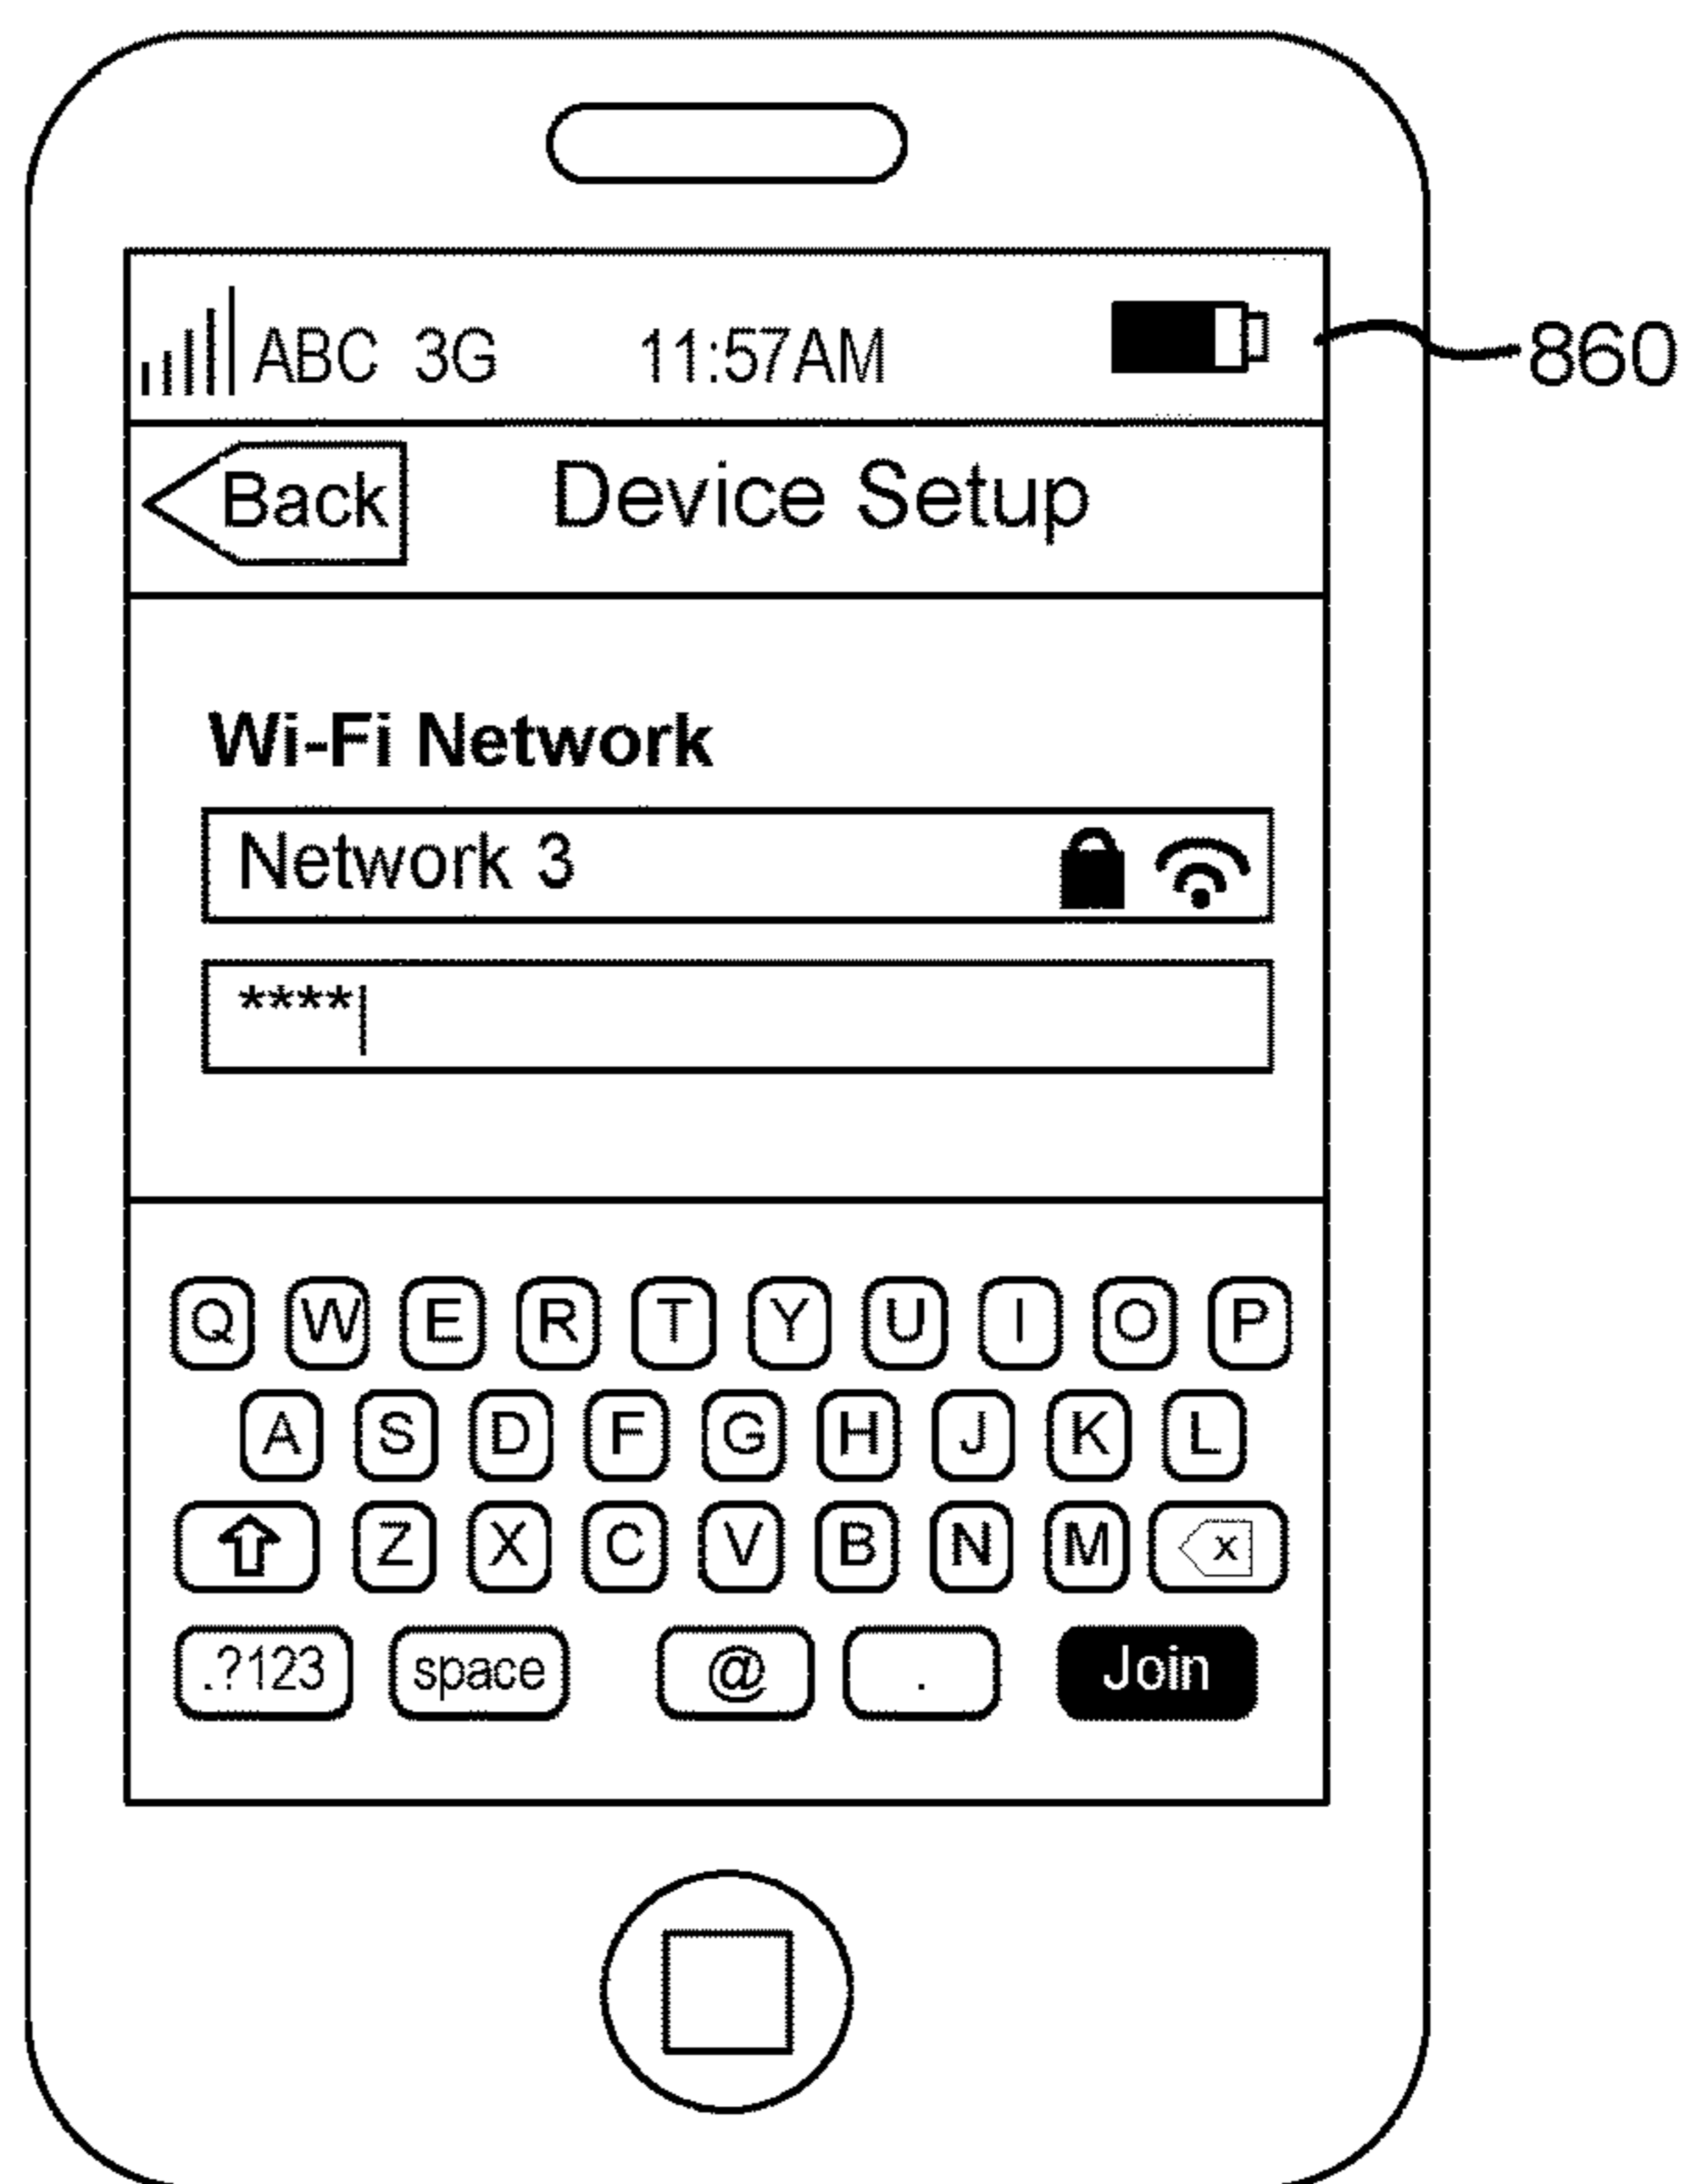 ABC 3G 11:57AM
860
Back Device Setup
Wi-Fi Network
Network 3
****|
Q W E R T Y U I O P
A S D F G H J K L
Z X C V B N M x
.?123 space @ . Join